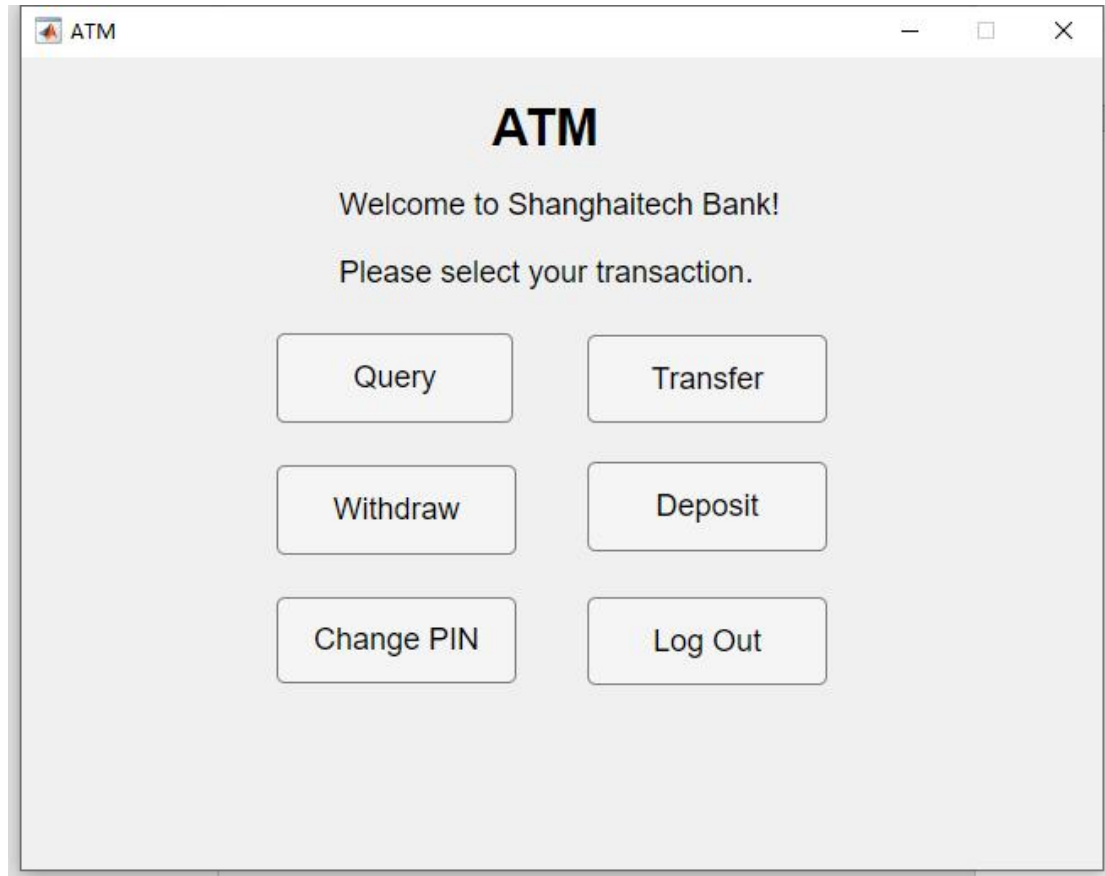 ATM
ATM
Welcome to Shanghaitech Bank!
Please select your transaction.
Query
Transfer
Withdraw
Deposit
Change PIN
Log Out